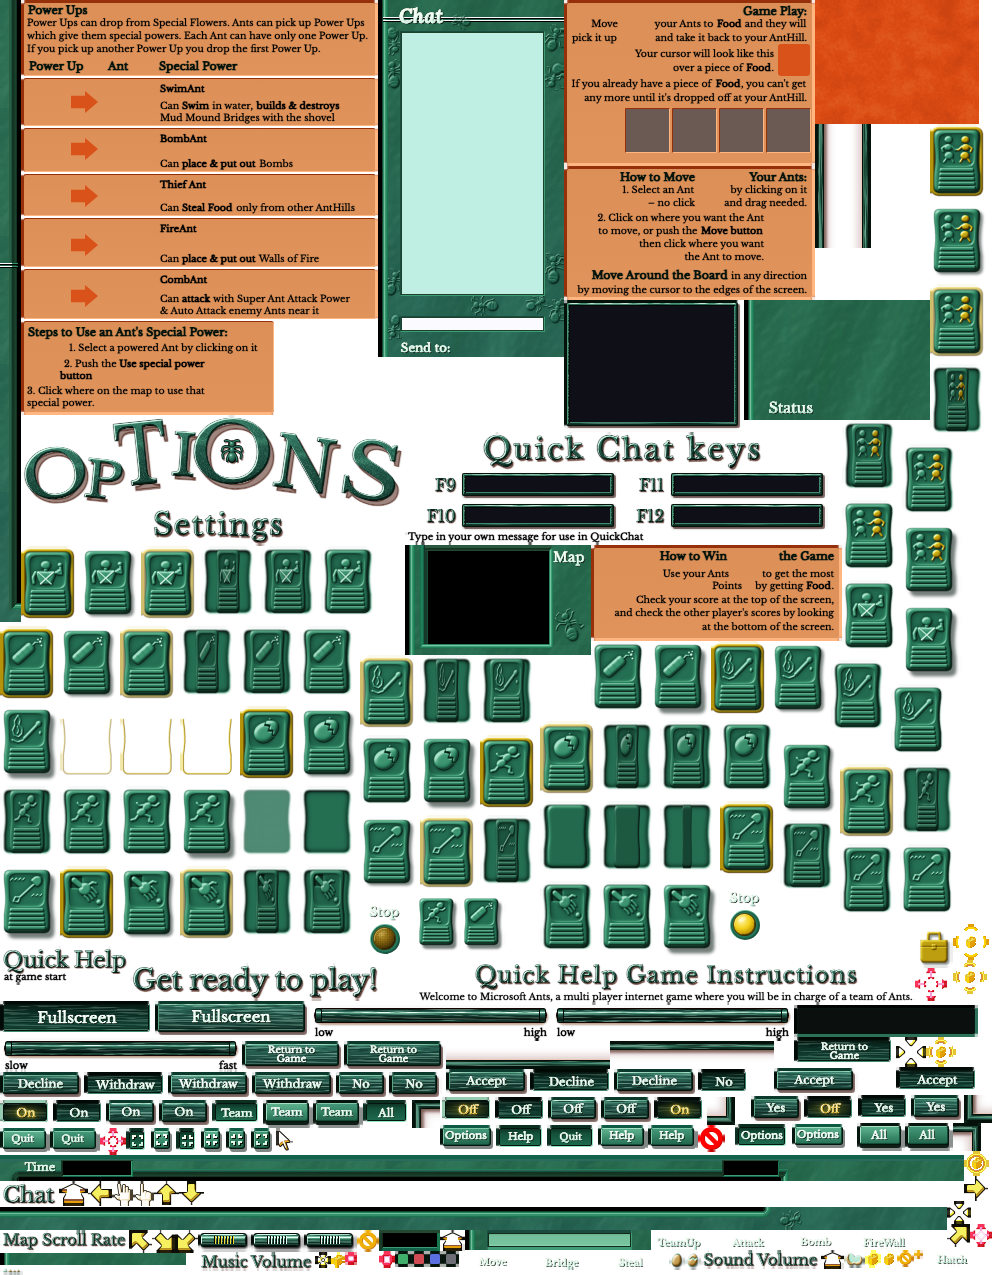 Power Ups
Power Ups can drop from Special Flowers. Ants can pick up Power Ups
which give them special powers. Each Ant can have only one Power Up.
If you pick up another Power Up you drop the first Power Up.
Power Up Ant Special Power
SwimAnt
Can Swim in water, builds & destroys
Mud Mound Bridges with the shovel
BombAnt
Can place & put out Bombs
Thief Ant
Can Steal Food only from other AntHills
FireAnt
Can place & put out Walls of Fire
CombAnt
Can attack with Super Ant Attack Power
& Auto Attack enemy Ants near it
Steps to Use an Ant's Special Power:
1. Select a powered Ant by clicking on it
2. Push the Use special power
button
3. Click where on the map to use that
special power.
Chat
Send to:
Game Play:
Move your Ants to Food and they will
pick it up and take it back to your AntHill.
Your cursor will look like this
over a piece of Food.
If you already have a piece of Food, you can't get
any more until it's dropped off at your AntHill.
How to Move Your Ants:
1. Select an Ant by clicking on it
– no click and drag needed.
2. Click on where you want the Ant
to move, or push the Move button
then click where you want
the Ant to move.
Move Around the Board in any direction
by moving the cursor to the edges of the screen.
Status
OPTIONS
Settings
Quick Chat keys
F9 F11
F10 F12
Type in your own message for use in QuickChat
Map
How to Win the Game
Use your Ants to get the most
Points by getting Food.
Check your score at the top of the screen,
and check the other player's scores by looking
at the bottom of the screen.
Stop
Stop
Quick Help
at game start
Get ready to play!
Quick Help Game Instructions
Welcome to Microsoft Ants, a multi player internet game where you will be in charge of a team of Ants.
Fullscreen Fullscreen
low high low high
slow fast
Return to
Game
Return to
Game
Return to
Game
Decline Withdraw Withdraw Withdraw No No Accept Decline Decline No Accept Accept
On On On On Team Team Team All Off Off Off Off On Yes Off Yes Yes
Quit Quit Options Help Quit Help Help Options Options All All
Time
Chat
Map Scroll Rate
Music Volume
Move Bridge Steal
TeamUp Attack Bomb FireWall
Sound Volume
Hatch